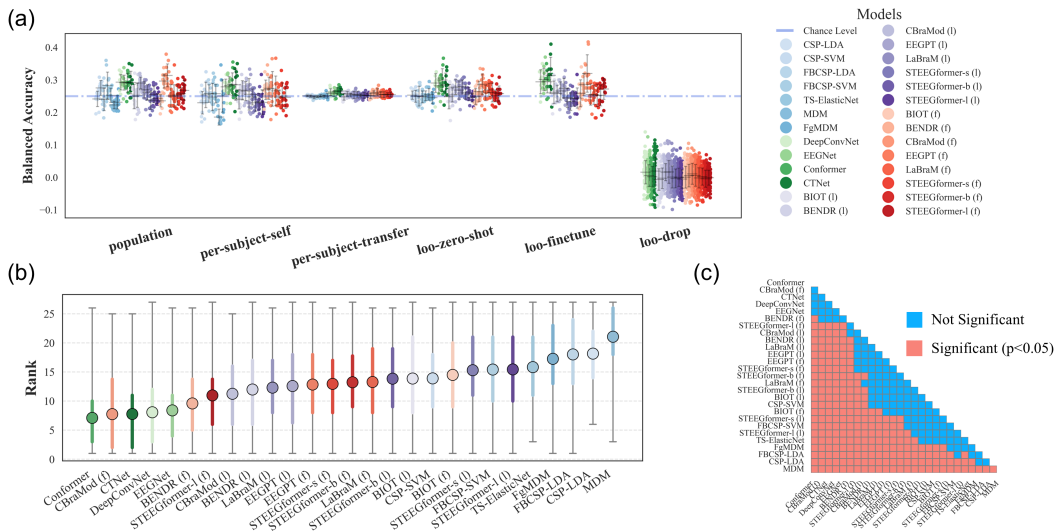 (a)
Balanced Accuracy
0.4
0.3
0.2
0.1
0.0
−0.1
population
per-subject-self
per-subject-transfer
loo-zero-shot
loo-finetune
loo-drop
Models
Chance Level
CSP-LDA
CSP-SVM
FBCSP-LDA
FBCSP-SVM
TS-ElasticNet
MDM
FgMDM
DeepConvNet
EEGNet
Conformer
CTNet
BIOT (l)
BENDR (l)
CBraMod (l)
EEGPT (l)
LaBraM (l)
STEEGformer-s (l)
STEEGformer-b (l)
STEEGformer-l (l)
BIOT (f)
BENDR (f)
CBraMod (f)
EEGPT (f)
LaBraM (f)
STEEGformer-s (f)
STEEGformer-b (f)
STEEGformer-l (f)
(b)
Rank
25
20
15
10
5
0
Conformer
CBraMod (f)
CTNet
DeepConvNet
EEGNet
BENDR (f)
STEEGformer-l (f)
CBraMod (l)
BENDR (l)
LaBraM (l)
EEGPT (l)
EEGPT (f)
STEEGformer-s (f)
STEEGformer-b (f)
LaBraM (f)
STEEGformer-b (l)
BIOT (l)
CSP-SVM
BIOT (f)
STEEGformer-s (l)
FBCSP-SVM
STEEGformer-l (l)
TS-ElasticNet
FgMDM
FBCSP-LDA
CSP-LDA
MDM
(c)
Conformer
CBraMod (f)
CTNet
DeepConvNet
EEGNet
BENDR (f)
STEEGformer-l (f)
CBraMod (l)
BENDR (l)
LaBraM (l)
EEGPT (l)
EEGPT (f)
STEEGformer-s (f)
STEEGformer-b (f)
LaBraM (f)
STEEGformer-b (l)
BIOT (l)
CSP-SVM
BIOT (f)
STEEGformer-s (l)
FBCSP-SVM
STEEGformer-l (l)
TS-ElasticNet
FgMDM
FBCSP-LDA
CSP-LDA
MDM
Not Significant
Significant (p<0.05)